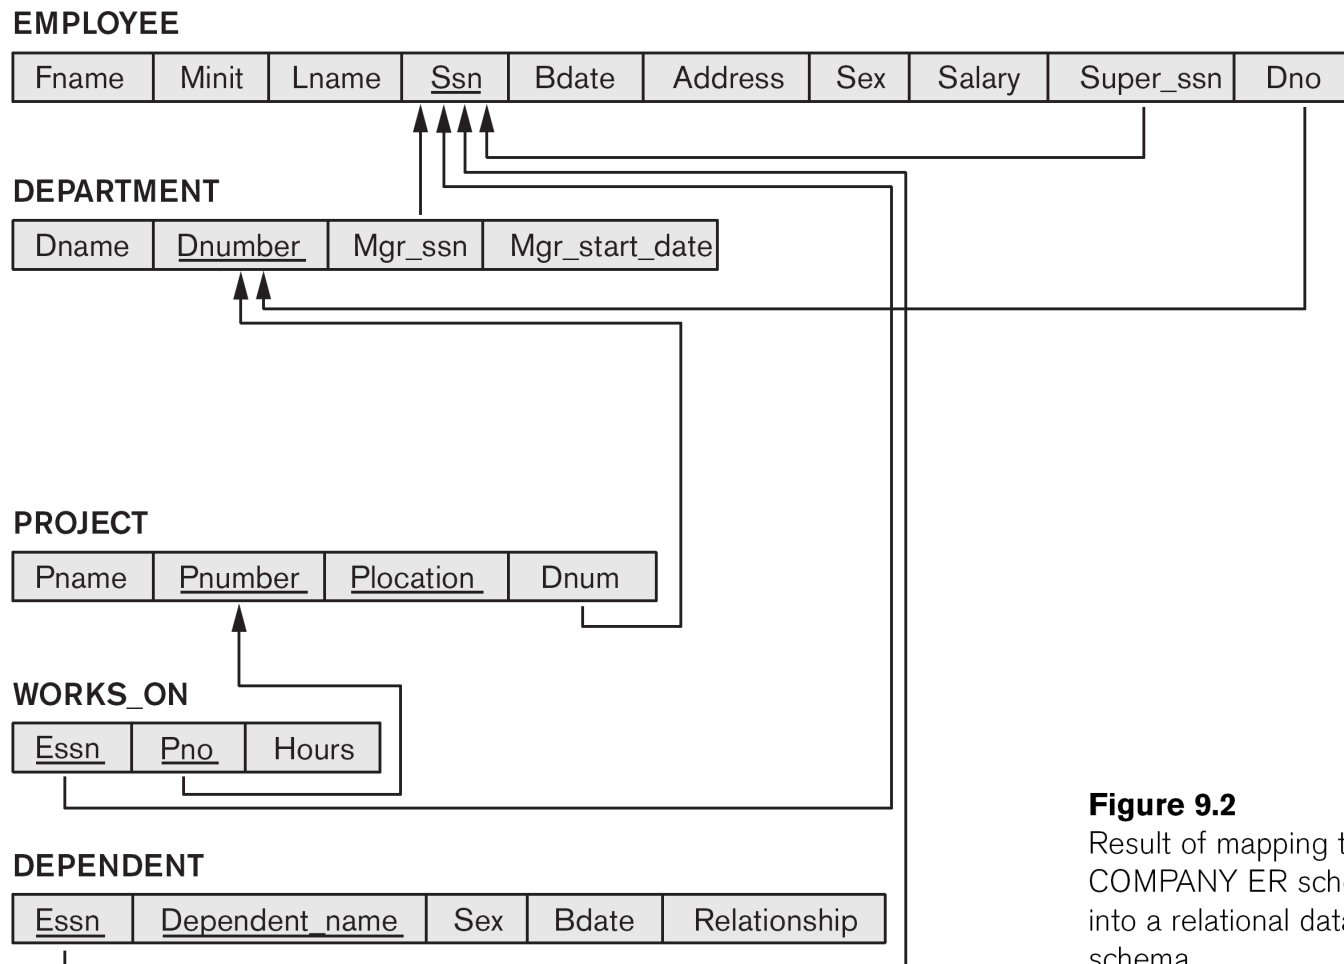 EMPLOYEE
Fname Minit Lname Ssn Bdate Address Sex Salary Super_ssn Dno
DEPARTMENT
Dname Dnumber Mgr_ssn Mgr_start_date
PROJECT
Pname Pnumber Plocation Dnum
WORKS_ON
Essn Pno Hours
Figure 9.2
Result of mapping t
COMPANY ER sch
into a relational data
schema
DEPENDENT
Essn Dependent_name Sex Bdate Relationship